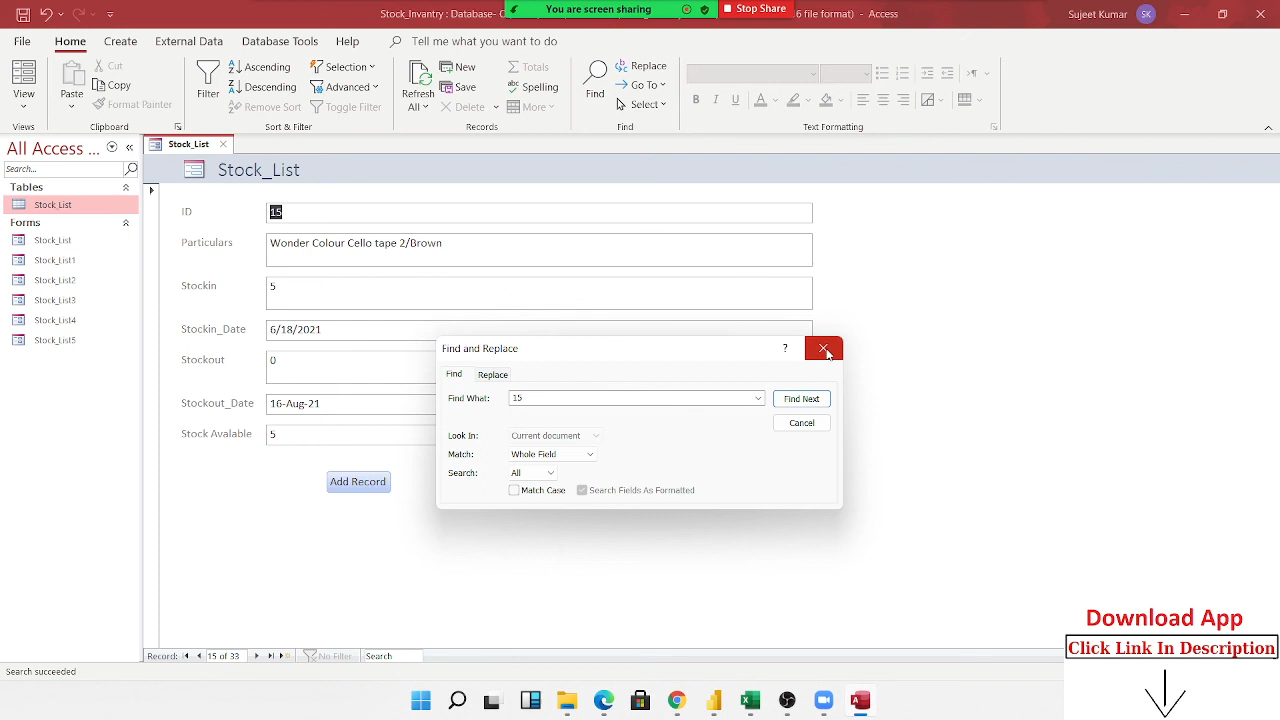 Stock_Invantry : Database- C
You are screen sharing
Stop Share
6 file format) - Access
Sujeet Kumar
SK
File
Home
Create
External Data
Database Tools
Help
Tell me what you want to do
View
Views
Paste
Cut
Copy
Format Painter
Clipboard
Filter
Ascending
Descending
Remove Sort
Selection
Advanced
Toggle Filter
Sort & Filter
Refresh
All
New
Save
Delete
Totals
Spelling
More
Records
Find
Replace
Go To
Select
Find
B I U A
Text Formatting
All Access ...
Search...
Tables
Stock_List
Forms
Stock_List
Stock_List1
Stock_List2
Stock_List3
Stock_List4
Stock_List5
Stock_List
Stock_List
ID
15
Particulars
Wonder Colour Cello tape 2/Brown
Stockin
5
Stockin_Date
6/18/2021
Stockout
0
Stockout_Date
16-Aug-21
Stock Avalable
5
Add Record
Find and Replace
?
Find
Replace
Find What:
15
Find Next
Cancel
Look In:
Current document
Match:
Whole Field
Search:
All
Match Case
Search Fields As Formatted
Download App
Click Link In Description
Record:
15 of 33
No Filter
Search
Search succeeded